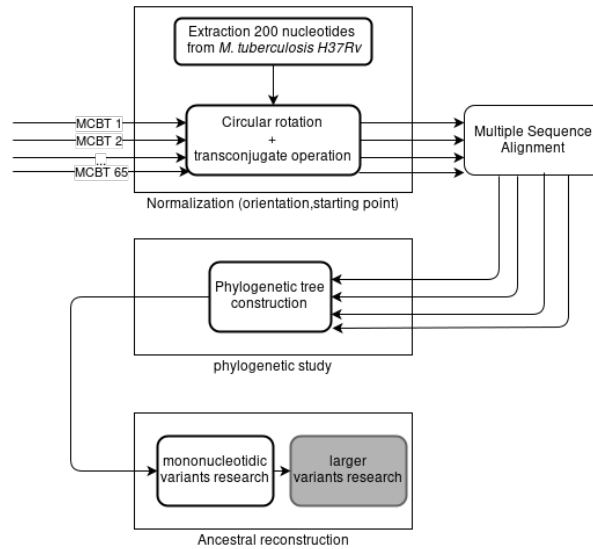 Extraction 200 nucleotides
from M. tuberculosis H37Rv
MCBT 1
MCBT 2
...
MCBT 65
Circular rotation
+
transconjugate operation
Multiple Sequence
Alignment
Normalization (orientation,starting point)
Phylogenetic tree
construction
phylogenetic study
mononucleotidic
variants research
larger
variants research
Ancestral reconstruction